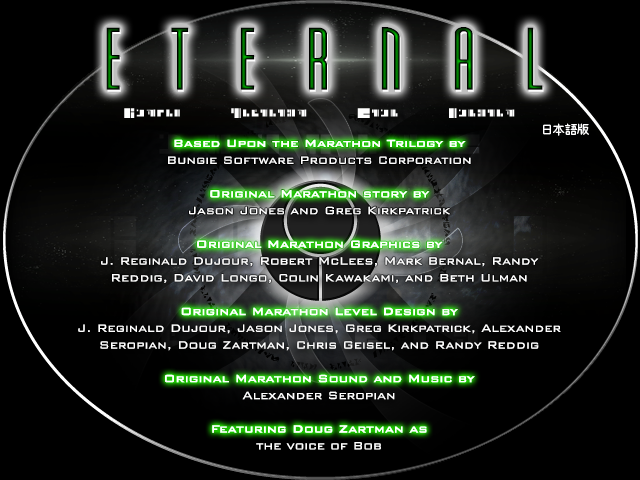 ETERNAL
日本語版
Based Upon the Marathon Trilogy by
Bungie Software Products Corporation
Original Marathon story by
Jason Jones and Greg Kirkpatrick
Original Marathon Graphics by
J. Reginald Dujour, Robert McLees, Mark Bernal, Randy
Reddig, David Longo, Colin Kawakami, and Beth Ulman
Original Marathon Level Design by
J. Reginald Dujour, Jason Jones, Greg Kirkpatrick, Alexander
Seropian, Doug Zartman, Chris Geisel, and Randy Reddig
Original Marathon Sound and Music by
Alexander Seropian
Featuring Doug Zartman as
the voice of Bob